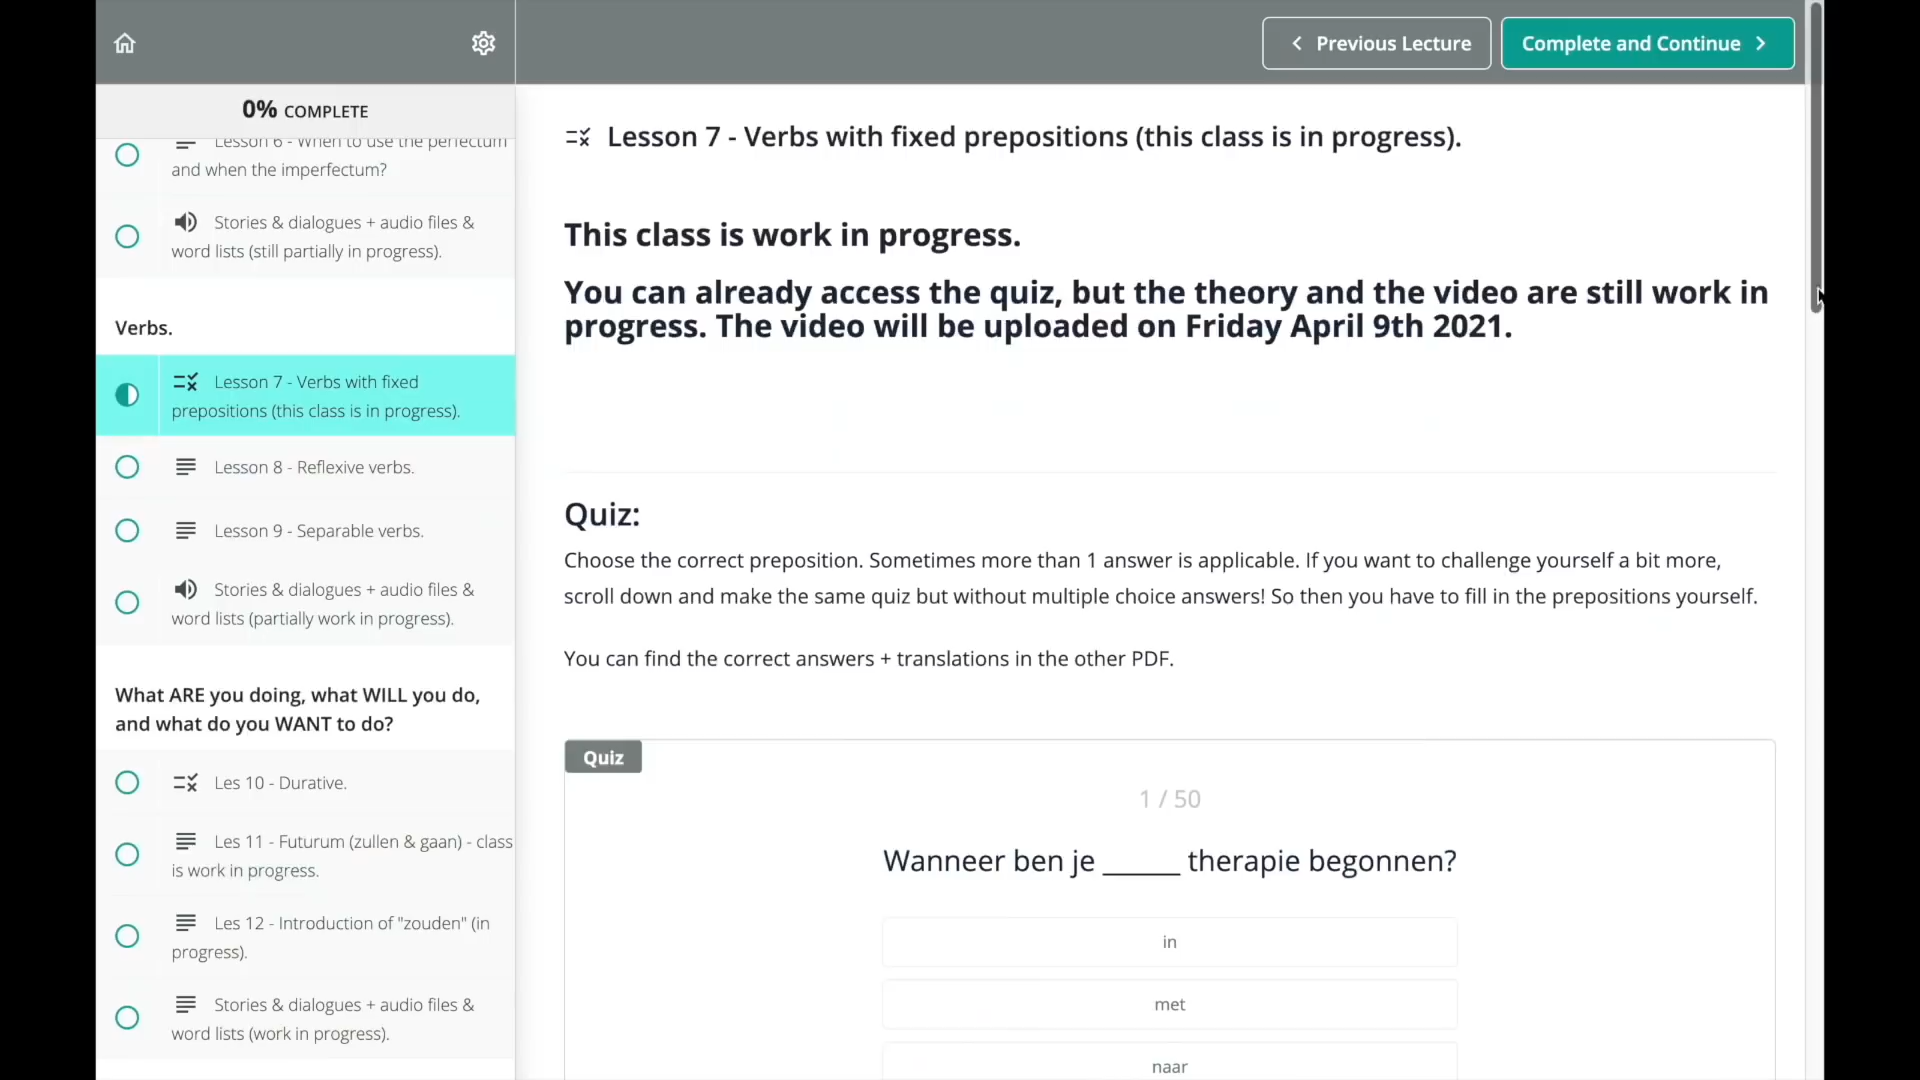 Previous Lecture
Complete and Continue
0% COMPLETE
Lesson 6 - When to use the perfectum
and when the imperfectum?
Stories & dialogues + audio files &
word lists (still partially in progress).
Verbs.
Lesson 7 - Verbs with fixed
prepositions (this class is in progress).
Lesson 8 - Reflexive verbs.
Lesson 9 - Separable verbs.
Stories & dialogues + audio files &
word lists (partially work in progress).
What ARE you doing, what WILL you do,
and what do you WANT to do?
Les 10 - Durative.
Les 11 - Futurum (zullen & gaan) - class
is work in progress.
Les 12 - Introduction of "zouden" (in
progress).
Stories & dialogues + audio files &
word lists (work in progress).
Lesson 7 - Verbs with fixed prepositions (this class is in progress).
This class is work in progress.
You can already access the quiz, but the theory and the video are still work in
progress. The video will be uploaded on Friday April 9th 2021.
Quiz:
Choose the correct preposition. Sometimes more than 1 answer is applicable. If you want to challenge yourself a bit more,
scroll down and make the same quiz but without multiple choice answers! So then you have to fill in the prepositions yourself.
You can find the correct answers + translations in the other PDF.
Quiz
1 / 50
Wanneer ben je ______ therapie begonnen?
in
met
naar